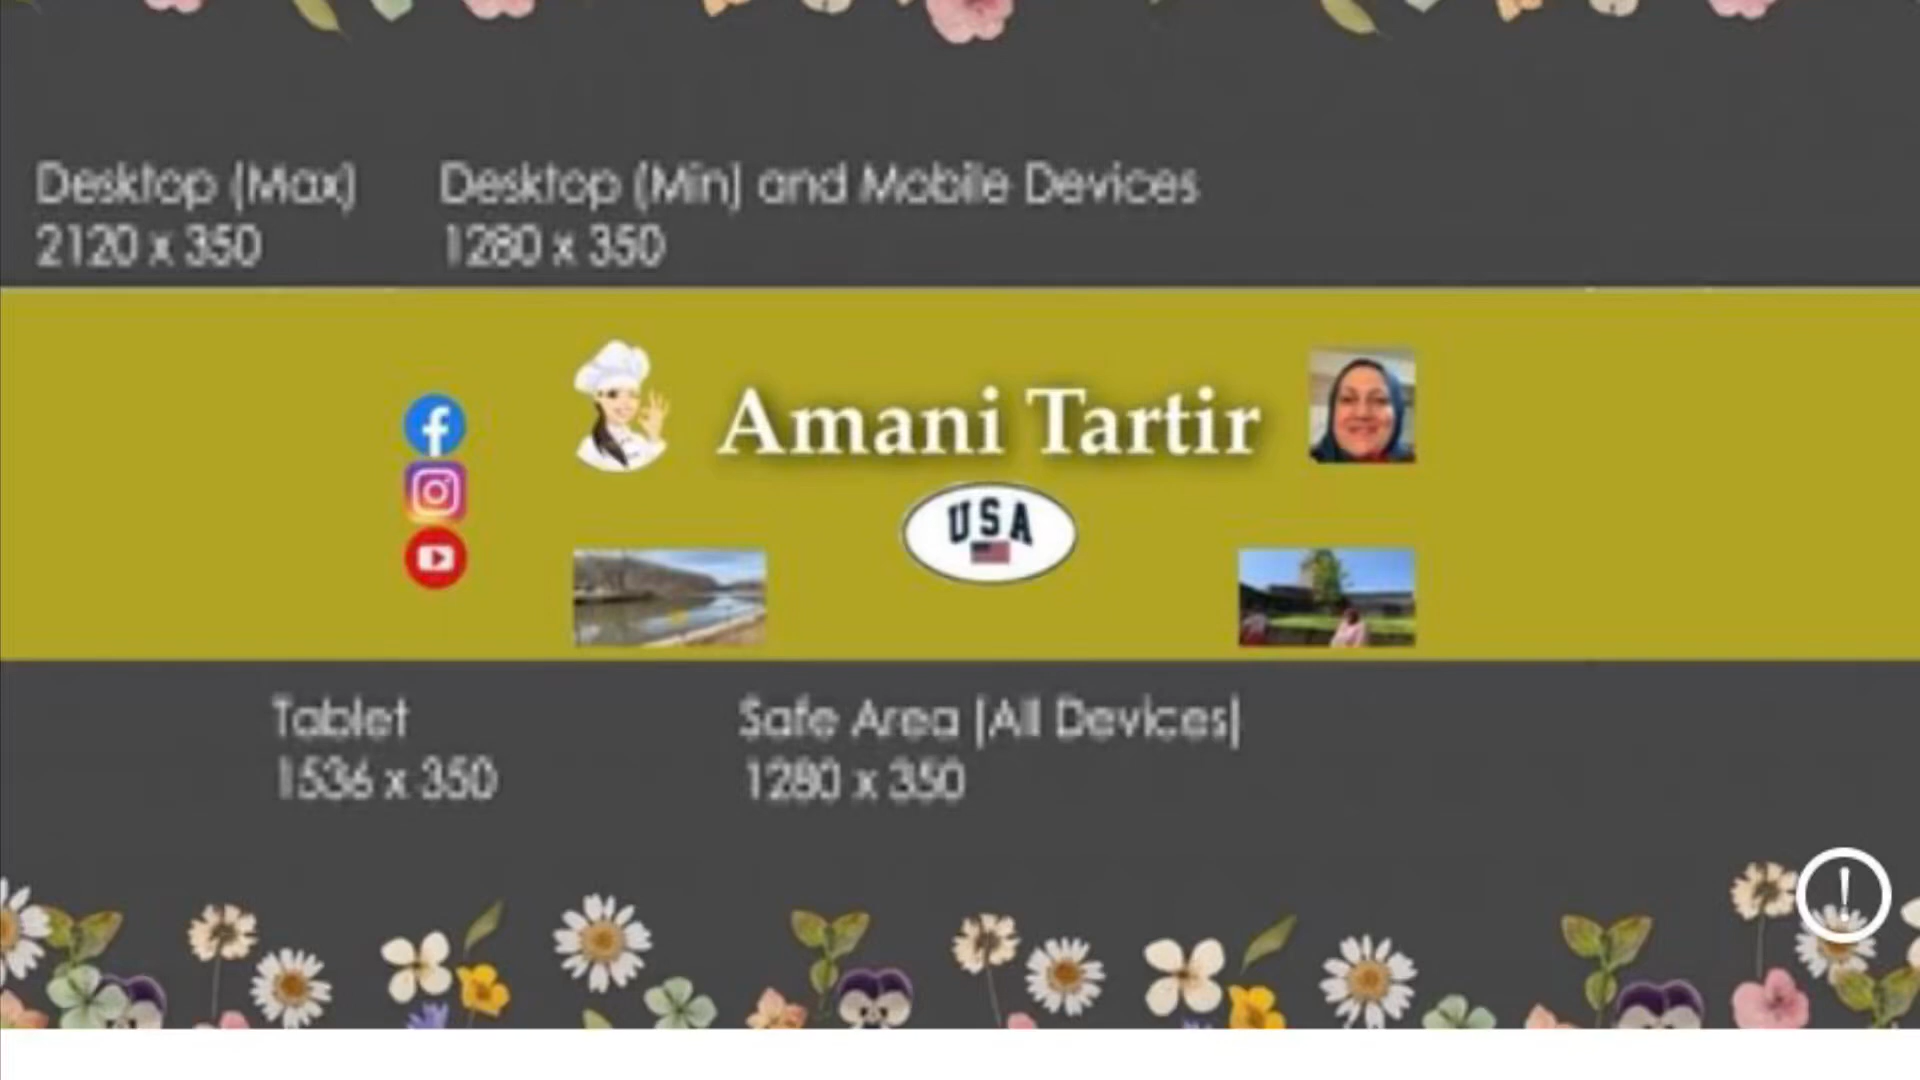 Desktop (Max)
2120 x 350
Desktop (Min) and Mobile Devices
1280 x 350
Amani Tartir
USA
Tablet
1536 x 350
Safe Area (All Devices)
1280 x 350